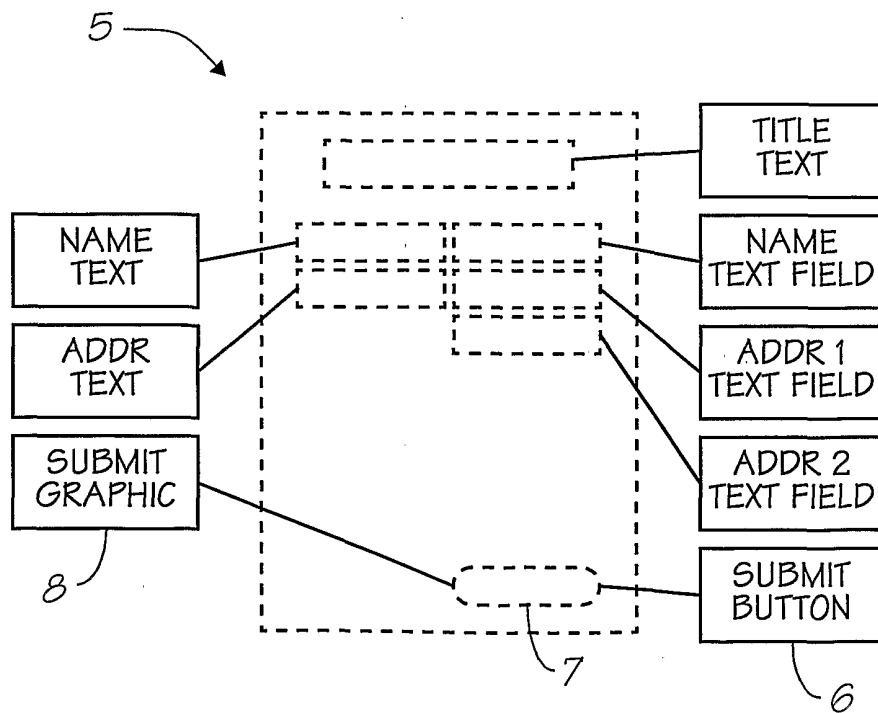 5
TITLE
TEXT
NAME
TEXT
NAME
TEXT FIELD
ADDR
TEXT
ADDR 1
TEXT FIELD
SUBMIT
GRAPHIC
ADDR 2
TEXT FIELD
SUBMIT
BUTTON
8
7
6